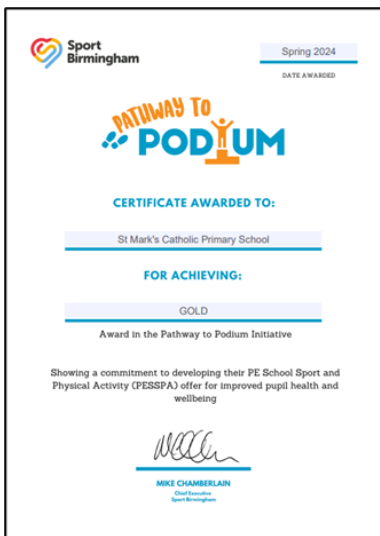 Sport
Birmingham
Spring 2024
DATE AWARDED
PATHWAY TO
PODIUM
CERTIFICATE AWARDED TO:
St Mark's Catholic Primary School
FOR ACHIEVING:
GOLD
Award in the Pathway to Podium Initiative
Showing a commitment to developing their PE School Sport and
Physical Activity (PESSPA) offer for improved pupil health and
wellbeing
MIKE CHAMBERLAIN
Chief Executive
Sport Birmingham